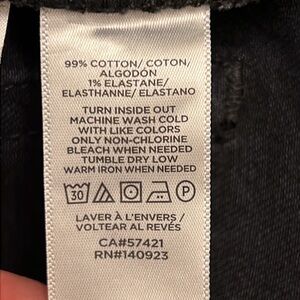 99% COTTON/ COTON,
ALGODÓN
1% ELASTANE/
ELASTHANNE/ ELASTANO
TURN INSIDE OUT
MACHINE WASH COLD
WITH LIKE COLORS
ONLY NON-CHLORINE
BLEACH WHEN NEEDED
TUMBLE DRY LOW
WARM IRON WHEN NEEDED
30 P
LAVER À L'ENVERS /
VOLTEAR AL REVÉS
CA#57421
RN#140923